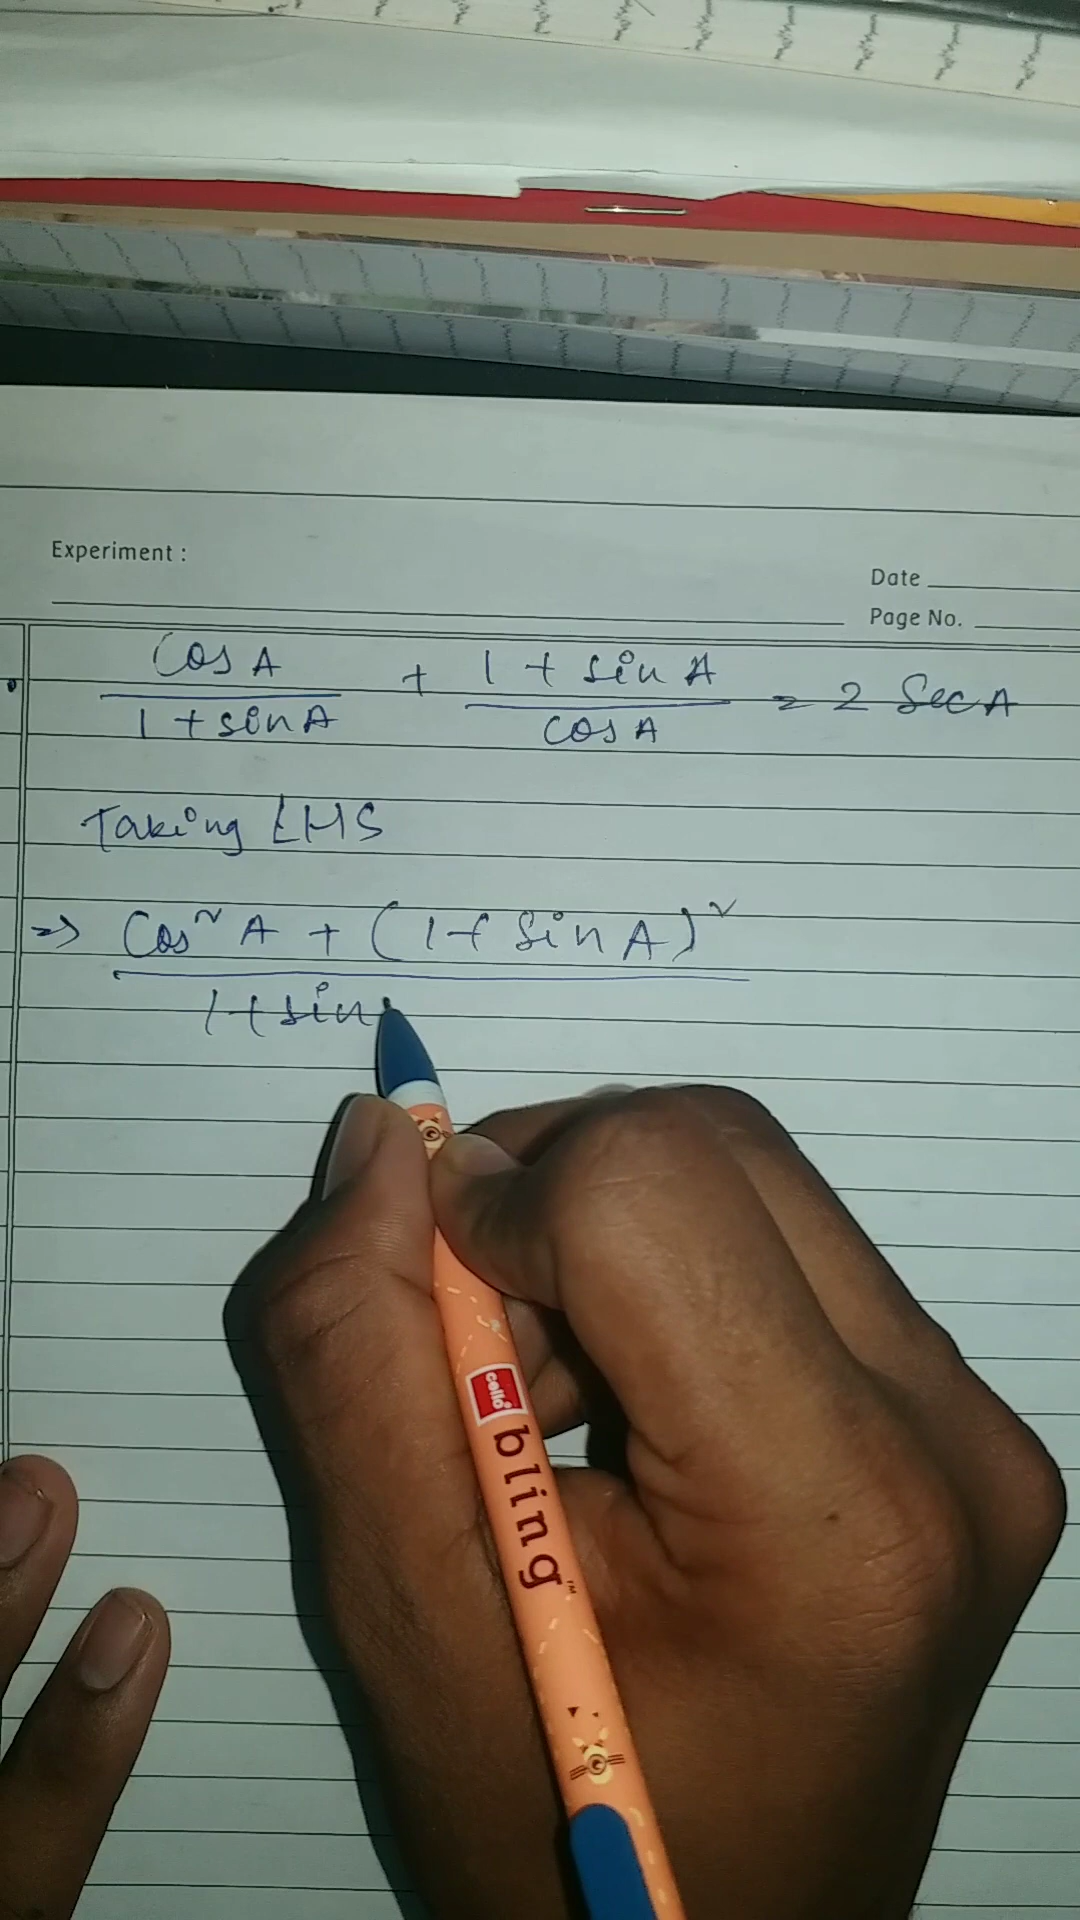 Experiment :
Date
Page No.
Cos A / 1 + sin A + 1 + sin A / cos A = 2 Sec A
Taking LHS
=> Cos² A + (1 + Sin A)²
1 + sin
cello
bling™